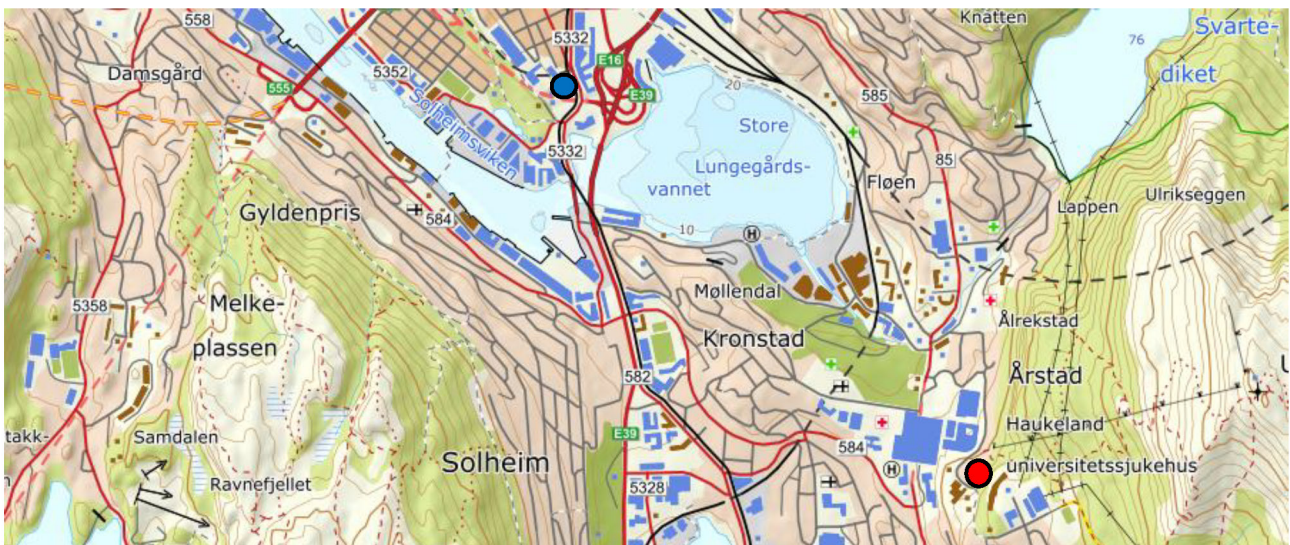 558
5332
Knatten
Svarte-
76
diket
Damsgård
5352
E16
E39
555
Solheimsviken
20
585
Store
Lungegårds-
vannet
5332
85
Fløen
Ulrikseggen
Lappen
Gyldenpris
584
10
H
Møllendal
5358
Melke-
plassen
Kronstad
Ålrekstad
Årstad
582
takk-
Samdalen
E39
Haukeland
584
Solheim
H
universitetssjukehus
Ravnefjellet
5328